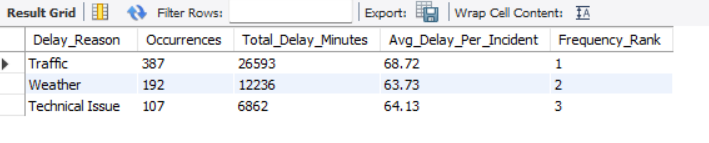 Result Grid Filter Rows: Export: Wrap Cell Content: IA
Delay_Reason Occurrences Total_Delay_Minutes Avg_Delay_Per_Incident Frequency_Rank
Traffic 387 26593 68.72 1
Weather 192 12236 63.73 2
Technical Issue 107 6862 64.13 3